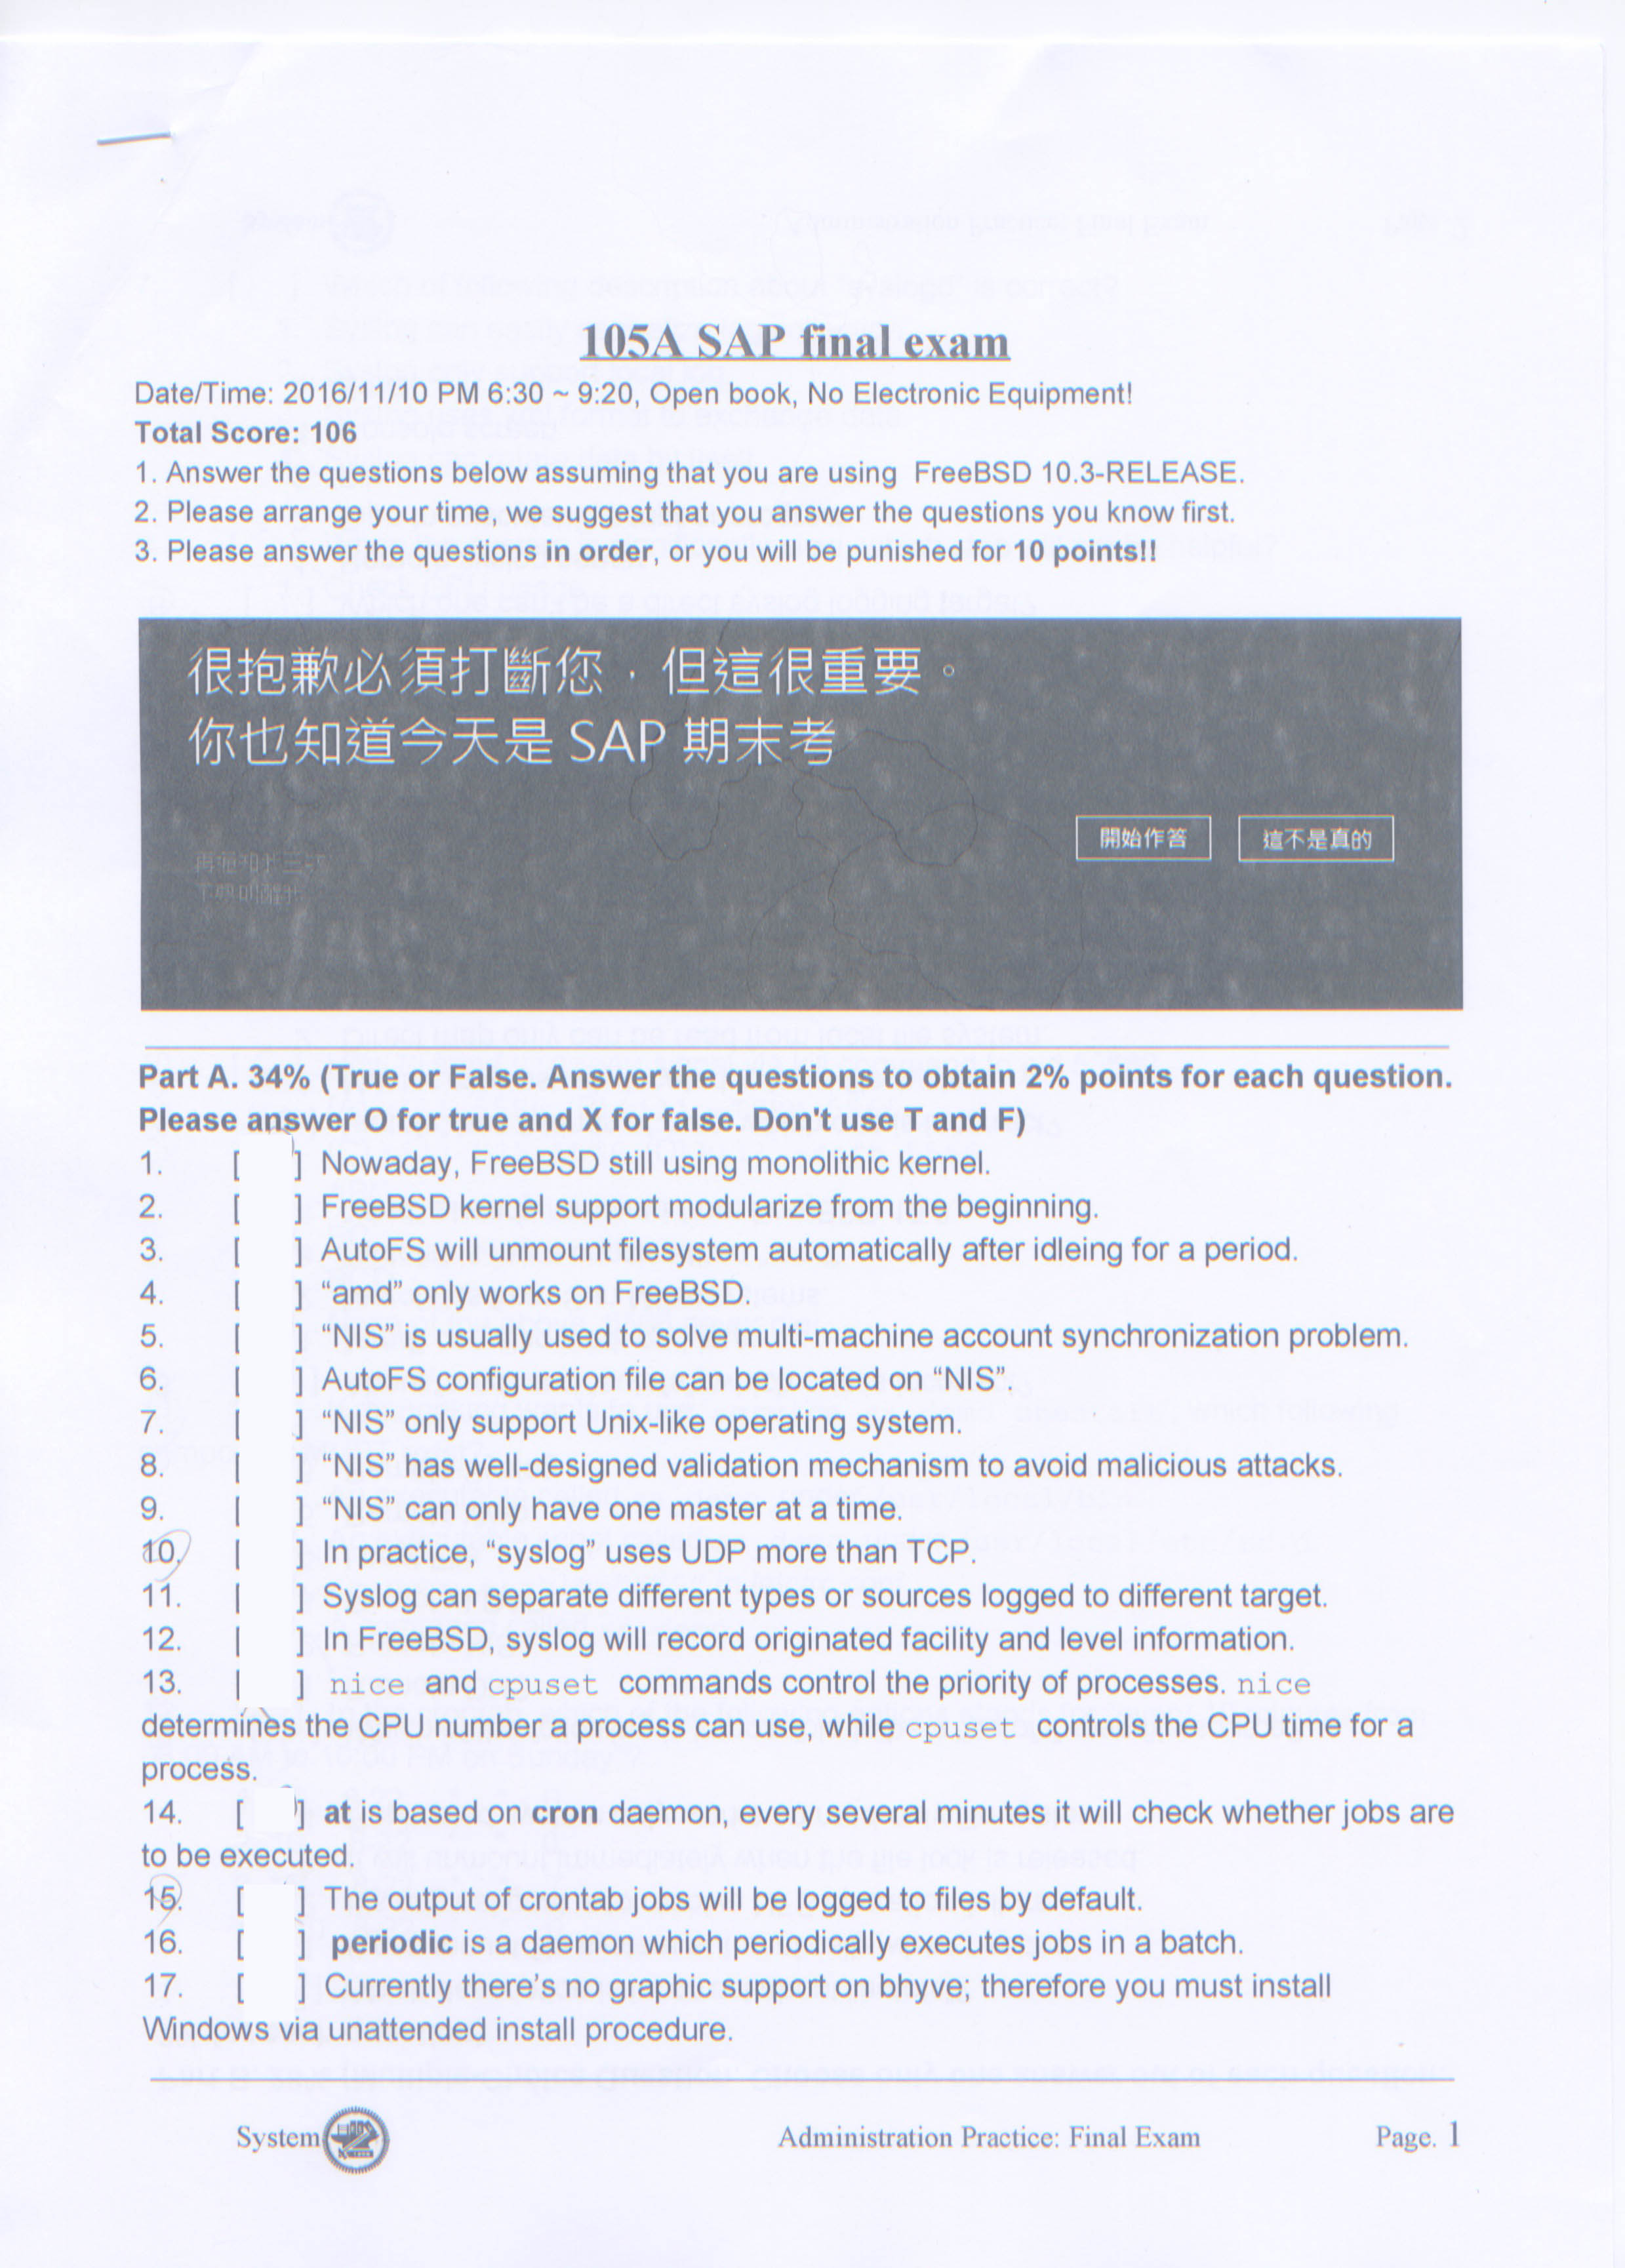 105A SAP final exam
Date/Time: 2016/11/10 PM 6:30 ~ 9:20, Open book, No Electronic Equipment!
Total Score: 106
1. Answer the questions below assuming that you are using FreeBSD 10.3-RELEASE.
2. Please arrange your time, we suggest that you answer the questions you know first.
3. Please answer the questions in order, or you will be punished for 10 points!!
很抱歉必須打斷您，但這很重要。
你也知道今天是 SAP 期末考
開始作答 這不是真的
Part A. 34% (True or False. Answer the questions to obtain 2% points for each question.
Please answer O for true and X for false. Don't use T and F)
1. [ ] Nowaday, FreeBSD still using monolithic kernel.
2. [ ] FreeBSD kernel support modularize from the beginning.
3. [ ] AutoFS will unmount filesystem automatically after idleing for a period.
4. [ ] “amd” only works on FreeBSD.
5. [ ] “NIS” is usually used to solve multi-machine account synchronization problem.
6. [ ] AutoFS configuration file can be located on “NIS”.
7. [ ] “NIS” only support Unix-like operating system.
8. [ ] “NIS” has well-designed validation mechanism to avoid malicious attacks.
9. [ ] “NIS” can only have one master at a time.
10. [ ] In practice, “syslog” uses UDP more than TCP.
11. [ ] Syslog can separate different types or sources logged to different target.
12. [ ] In FreeBSD, syslog will record originated facility and level information.
13. [ ] nice and cpuset commands control the priority of processes. nice
determines the CPU number a process can use, while cpuset controls the CPU time for a
process.
14. [ ] at is based on cron daemon, every several minutes it will check whether jobs are
to be executed.
15. [ ] The output of crontab jobs will be logged to files by default.
16. [ ] periodic is a daemon which periodically executes jobs in a batch.
17. [ ] Currently there’s no graphic support on bhyve; therefore you must install
Windows via unattended install procedure.
System Administration Practice: Final Exam Page. 1